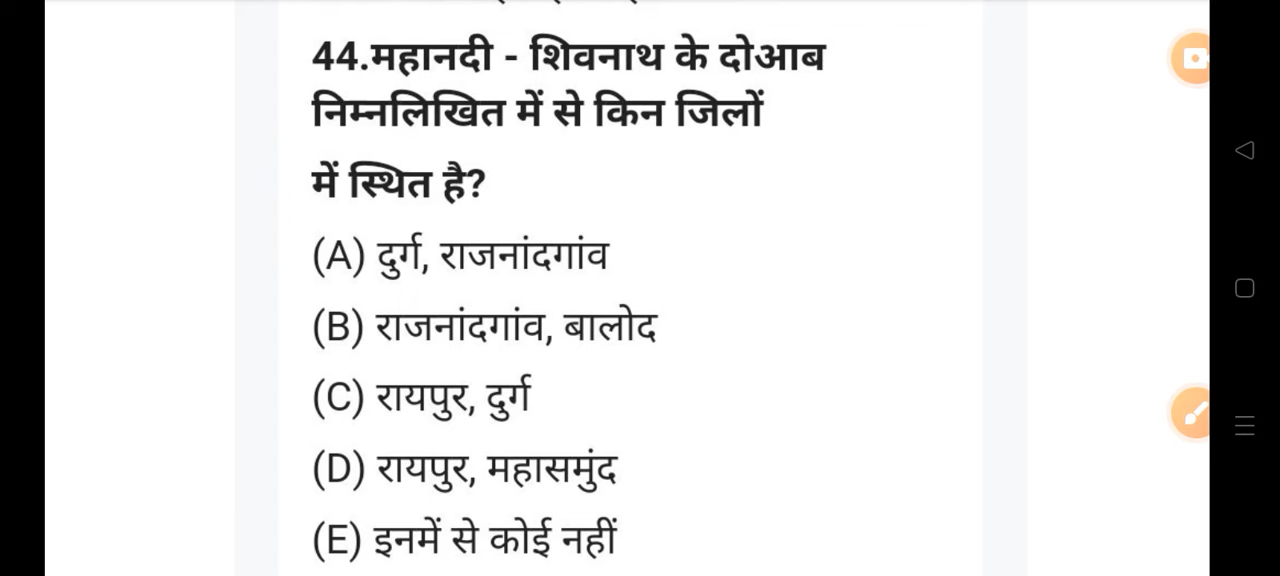 44.महानदी - शिवनाथ के दोआब
निम्नलिखित में से किन जिलों
में स्थित है?
(A) दुर्ग, राजनांदगांव
(B) राजनांदगांव, बालोद
(C) रायपुर, दुर्ग
(D) रायपुर, महासमुंद
(E) इनमें से कोई नहीं